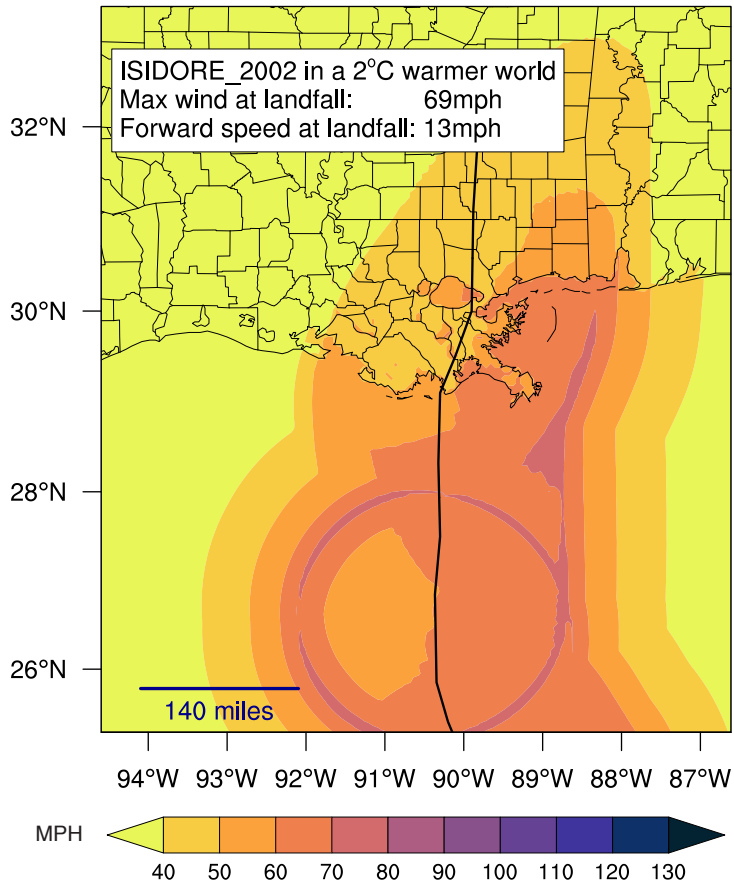 ISIDORE_2002 in a 2°C warmer world
Max wind at landfall: 69mph
Forward speed at landfall: 13mph
32°N
30°N
28°N
26°N
140 miles
94°W 93°W 92°W 91°W 90°W 89°W 88°W 87°W
MPH
40 50 60 70 80 90 100 110 120 130